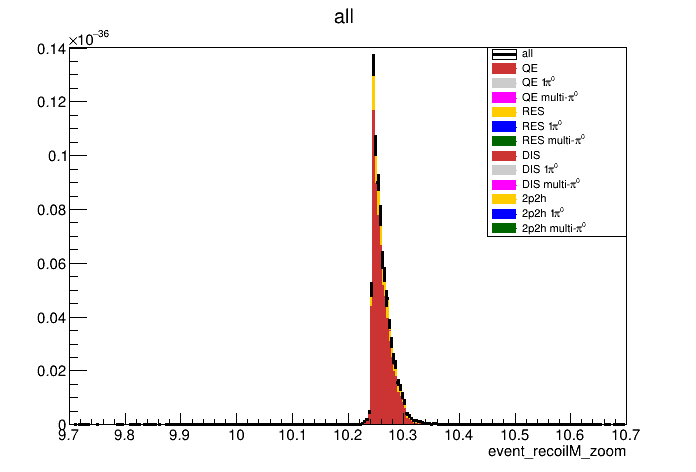 all
×10⁻³⁶
0.14
0.12
0.1
0.08
0.06
0.04
0.02
0
9.7 9.8 9.9 10 10.1 10.2 10.3 10.4 10.5 10.6 10.7
event_recoilM_zoom
all
QE
QE 1π⁰
QE multi-π⁰
RES
RES 1π⁰
RES multi-π⁰
DIS
DIS 1π⁰
DIS multi-π⁰
2p2h
2p2h 1π⁰
2p2h multi-π⁰